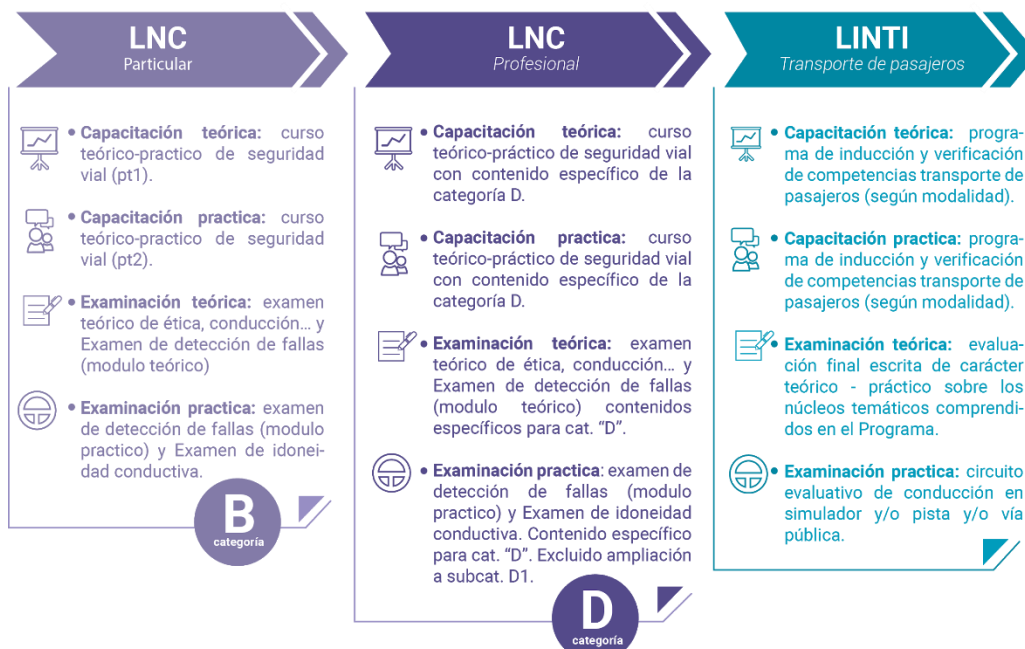 LNC
Particular
• Capacitación teórica: curso
teórico-practico de seguridad
vial (pt1).
• Capacitación practica: curso
teórico-practico de seguridad
vial (pt2).
• Examinación teórica: examen
teórico de ética, conducción... y
Examen de detección de fallas
(modulo teórico)
• Examinación practica: examen
de detección de fallas (modulo
practico) y Examen de idonei-
dad conductiva.
B
categoría
LNC
Profesional
• Capacitación teórica: curso
teórico-práctico de seguridad vial
con contenido específico de la
categoría D.
• Capacitación practica: curso
teórico-práctico de seguridad vial
con contenido específico de la
categoría D.
• Examinación teórica: examen
teórico de ética, conducción... y
Examen de detección de fallas
(modulo teórico) contenidos
específicos para cat. “D”.
• Examinación practica: examen de
detección de fallas (modulo
practico) y Examen de idoneidad
conductiva. Contenido específico
para cat. “D”. Excluido ampliación
a subcat. D1.
D
categoría
LINTI
Transporte de pasajeros
• Capacitación teórica: progra-
ma de inducción y verificación
de competencias transporte de
pasajeros (según modalidad).
• Capacitación practica: progra-
ma de inducción y verificación
de competencias transporte de
pasajeros (según modalidad).
• Examinación teórica: evalua-
ción final escrita de carácter
teórico - práctico sobre los
núcleos temáticos comprendi-
dos en el Programa.
• Examinación practica: circuito
evaluativo de conducción en
simulador y/o pista y/o vía
pública.